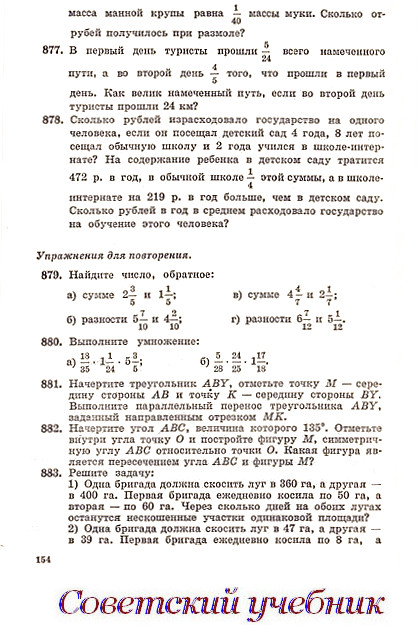 масса манной крупы равна 1/40 массы муки. Сколько от-
рубей получилось при размоле?
877. В первый день туристы прошли 5/24 всего намеченного
пути, а во второй день 4/5 того, что прошли в первый
день. Как велик намеченный путь, если во второй день
туристы прошли 24 км?
878. Сколько рублей израсходовало государство на одного
человека, если он посещал детский сад 4 года, 8 лет по-
сещал обычную школу и 2 года учился в школе-интер-
нате? На содержание ребенка в детском саду тратится
472 р. в год, в обычной школе 1/4 этой суммы, а в школе-
интернате на 219 р. в год больше, чем в детском саду.
Сколько рублей в год в среднем расходовало государство
на обучение этого человека?
Упражнения для повторения.
879. Найдите число, обратное:
а) сумме 2 3/5 и 1 1/5; в) сумме 4 4/7 и 2 1/7;
б) разности 5 7/10 и 4 2/10; г) разности 6 7/12 и 5 1/12.
880. Выполните умножение:
а) 18/35 · 1 1/24 · 5 3/5; б) 5/28 · 24/25 · 1 17/18.
881. Начертите треугольник ABY, отметьте точку M — сере-
дину стороны AB и точку K — середину стороны BY.
Выполните параллельный перенос треугольника ABY,
заданный направленным отрезком MK.
882. Начертите угол ABC, величина которого 135°. Отметьте
внутри угла точку O и постройте фигуру M, симметрич-
ную углу ABC относительно точки O. Какая фигура яв-
ляется пересечением угла ABC и фигуры M?
883. Решите задачу:
1) Одна бригада должна скосить луг в 360 га, а другая —
в 400 га. Первая бригада ежедневно косила по 50 га, а
вторая — по 60 га. Через сколько дней на обоих лугах
останутся нескошенные участки одинаковой площади?
2) Одна бригада должна скосить луг в 47 га, а другая —
в 39 га. Первая бригада ежедневно косила по 8 га, а
154
Советский учебник